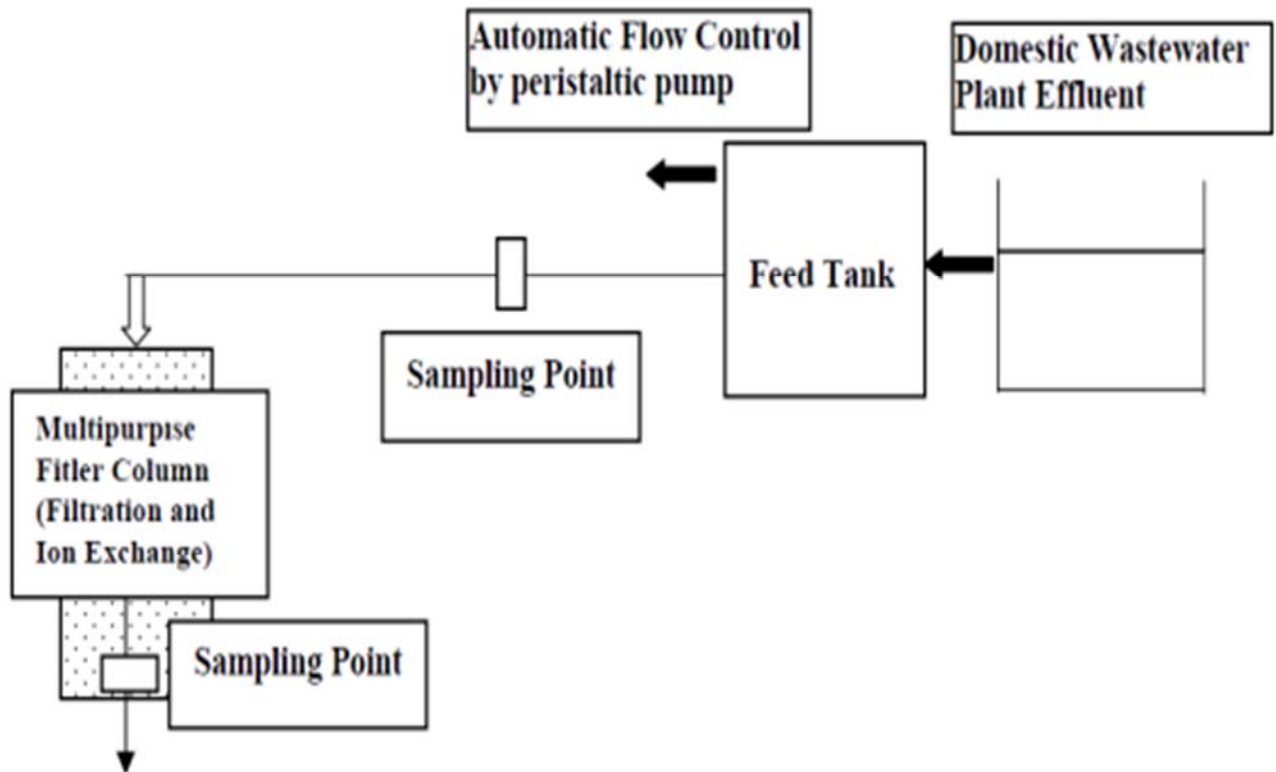 Automatic Flow Control
by peristaltic pump
Domestic Wastewater
Plant Effluent
Feed Tank
Sampling Point
Multipurpise
Fitler Column
(Filtration and
Ion Exchange)
Sampling Point